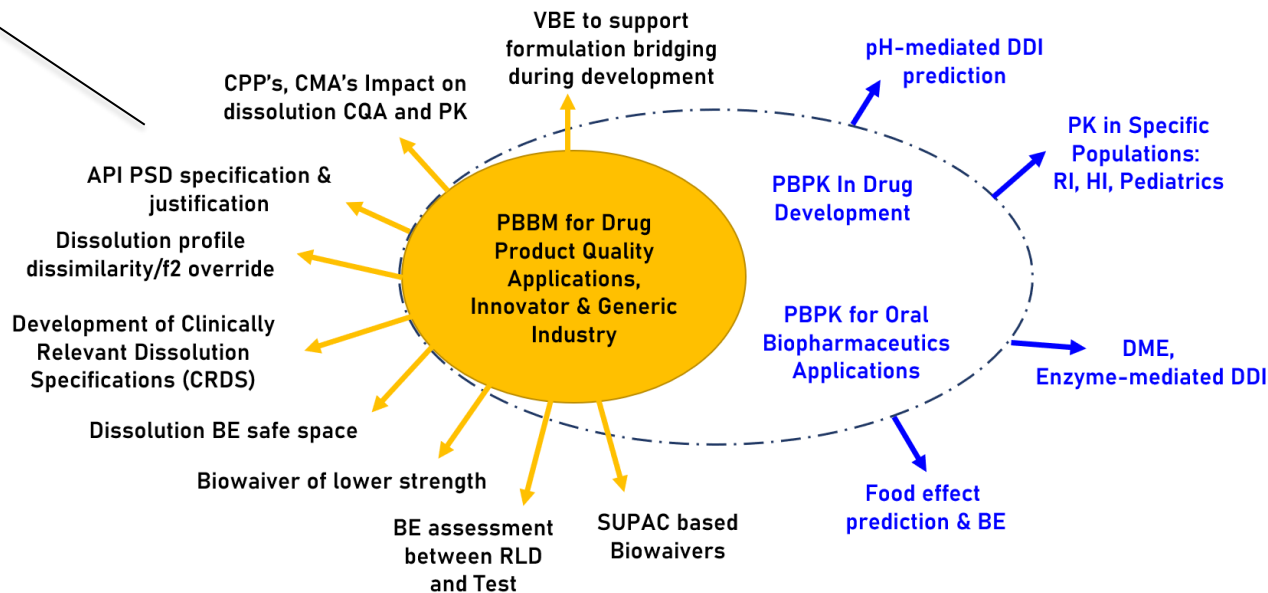 VBE to support
formulation bridging
during development
pH-mediated DDI
prediction
CPP's, CMA's Impact on
dissolution CQA and PK
PK in Specific
Populations:
RI, HI, Pediatrics
API PSD specification &
justification
PBPK In Drug
Development
Dissolution profile
dissimilarity/f2 override
PBBM for Drug
Product Quality
Applications,
Innovator & Generic
Industry
Development of Clinically
Relevant Dissolution
Specifications (CRDS)
PBPK for Oral
Biopharmaceutics
Applications
DME,
Enzyme-mediated DDI
Dissolution BE safe space
Biowaiver of lower strength
Food effect
prediction & BE
BE assessment
between RLD
and Test
SUPAC based
Biowaivers